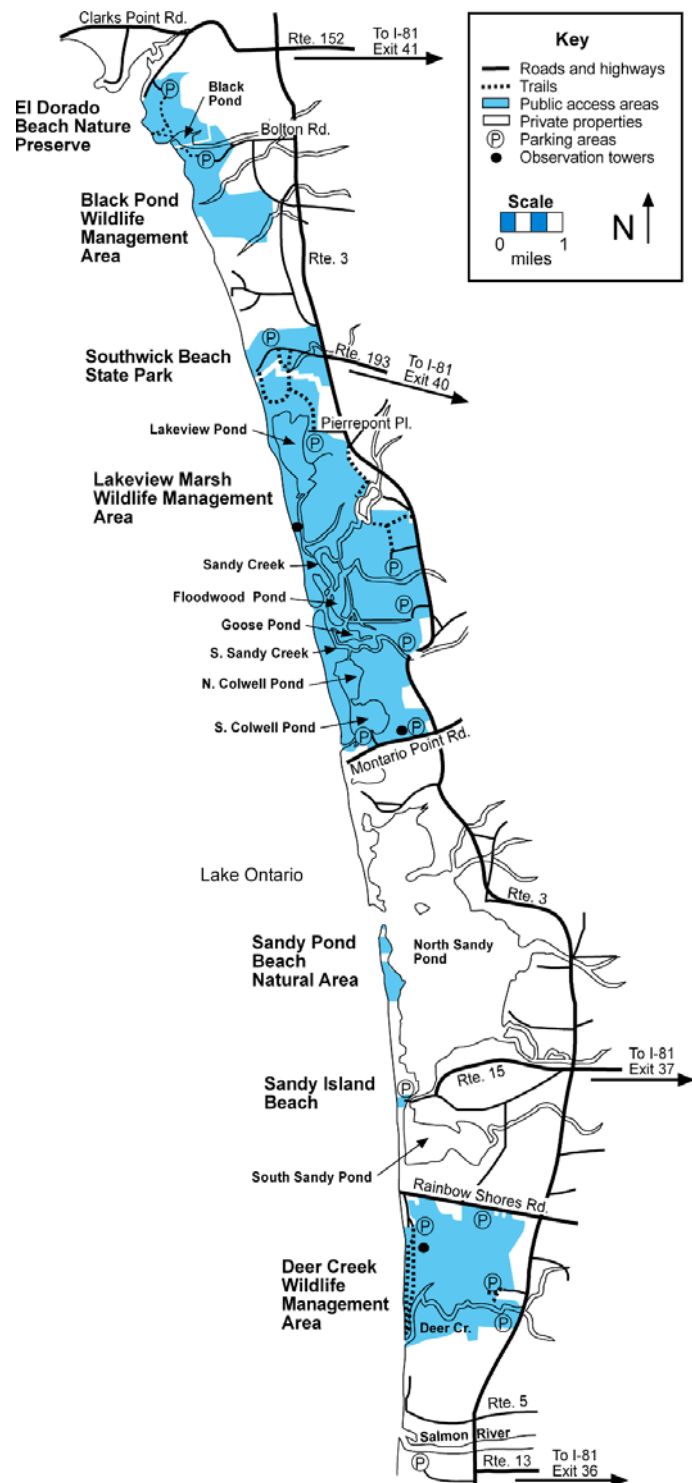 Clarks Point Rd.
Rte. 152
To I-81
Exit 41
Key
Roads and highways
Trails
Public access areas
Private properties
P Parking areas
Observation towers
Scale
0 1
miles
N
P
Black
Pond
El Dorado
Beach Nature
Preserve
Bolton Rd.
P
Black Pond
Wildlife
Management
Area
Rte. 3
P
Southwick Beach
State Park
Rte. 193
To I-81
Exit 40
Lakeview Pond
Pierrepont Pl.
P
Lakeview Marsh
Wildlife Management
Area
Sandy Creek
P
Floodwood Pond
P
Goose Pond
P
S. Sandy Creek
N. Colwell Pond
S. Colwell Pond
P
P
Montario Point Rd.
Lake Ontario
Rte. 3
Sandy Pond
Beach
Natural Area
North Sandy
Pond
To I-81
Exit 37
Rte. 15
P
Sandy Island
Beach
South Sandy Pond
Rainbow Shores Rd.
P
P
Deer Creek
Wildlife
Management
Area
P
P
Deer Cr.
Rte. 5
Salmon River
P
Rte. 13
To I-81
Exit 36